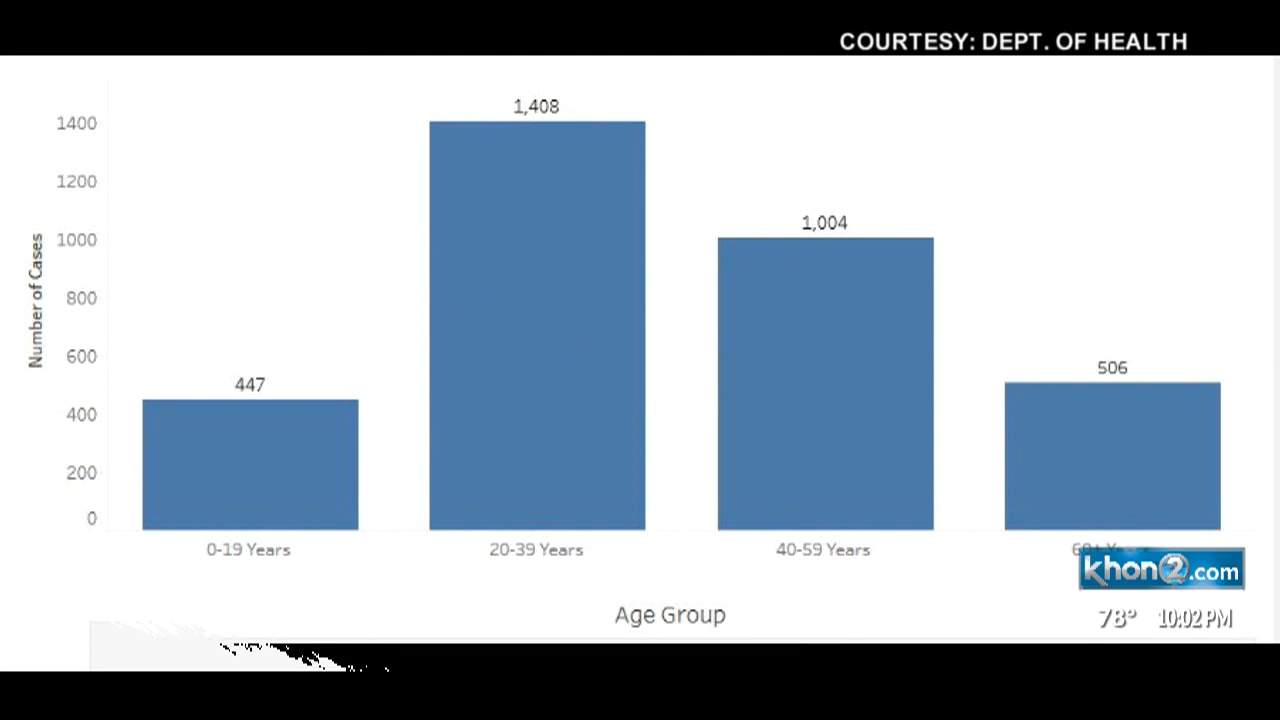 COURTESY: DEPT. OF HEALTH
1,408
1400
1200
1,004
1000
800
600
506
447
400
200
0
Number of Cases
0-19 Years
20-39 Years
40-59 Years
60+
Age Group
khon2.com
78° 10:02 PM